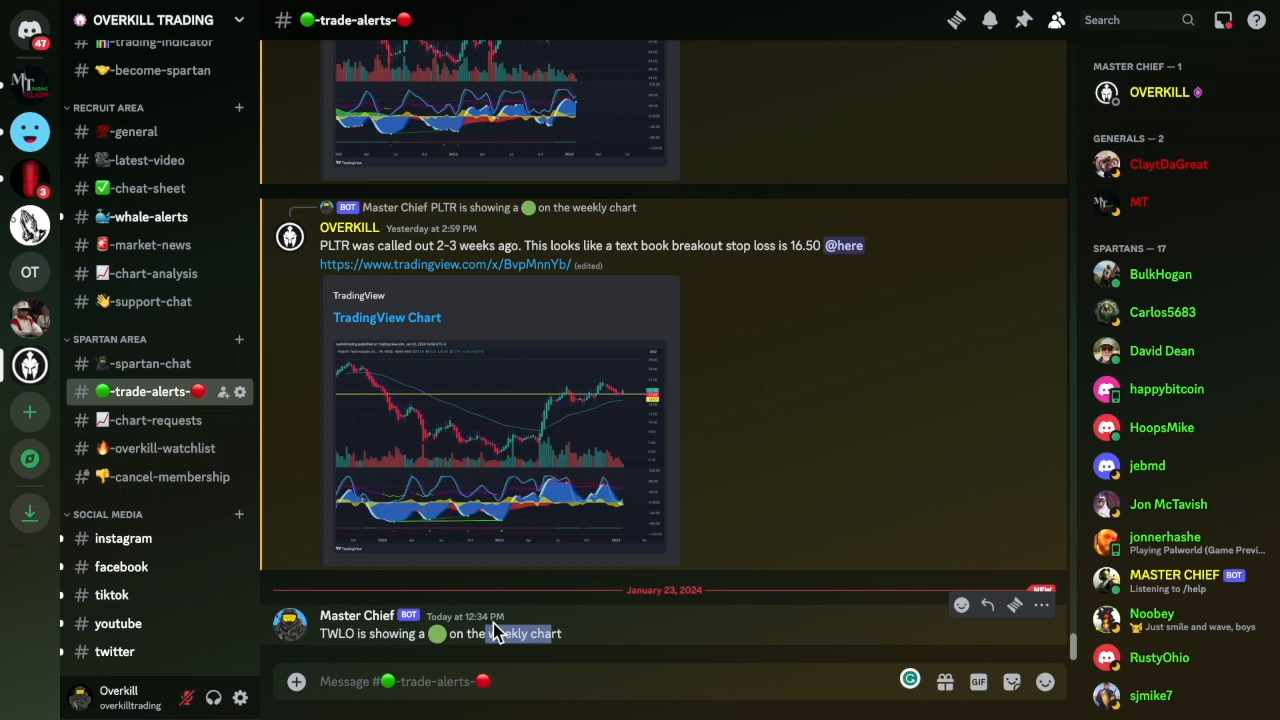 47
OVERKILL TRADING
-trading-indicator
-become-spartan
RECRUIT AREA
-general
-latest-video
-cheat-sheet
-whale-alerts
-market-news
-chart-analysis
-support-chat
SPARTAN AREA
-spartan-chat
-trade-alerts-
-chart-requests
-overkill-watchlist
-cancel-membership
SOCIAL MEDIA
instagram
facebook
tiktok
youtube
twitter
3
OT
MT
Overkill
overkilltrading
# -trade-alerts-
Search
TradingView
BOT Master Chief PLTR is showing a on the weekly chart
OVERKILL Yesterday at 2:59 PM
PLTR was called out 2-3 weeks ago. This looks like a text book breakout stop loss is 16.50 @here
https://www.tradingview.com/x/BvpMnnYb/ (edited)
TradingView
TradingView Chart
TradingView
January 23, 2024
NEW
Master Chief BOT Today at 12:34 PM
TWLO is showing a on the weekly chart
Message # -trade-alerts-
GIF
MASTER CHIEF — 1
OVERKILL
GENERALS — 2
ClaytDaGreat
MT
SPARTANS — 17
BulkHogan
Carlos5683
David Dean
happybitcoin
HoopsMike
jebmd
Jon McTavish
jonnerhashe
Playing Palworld (Game Previ...
MASTER CHIEF BOT
Listening to /help
Noobey
Just smile and wave, boys
RustyOhio
sjmike7